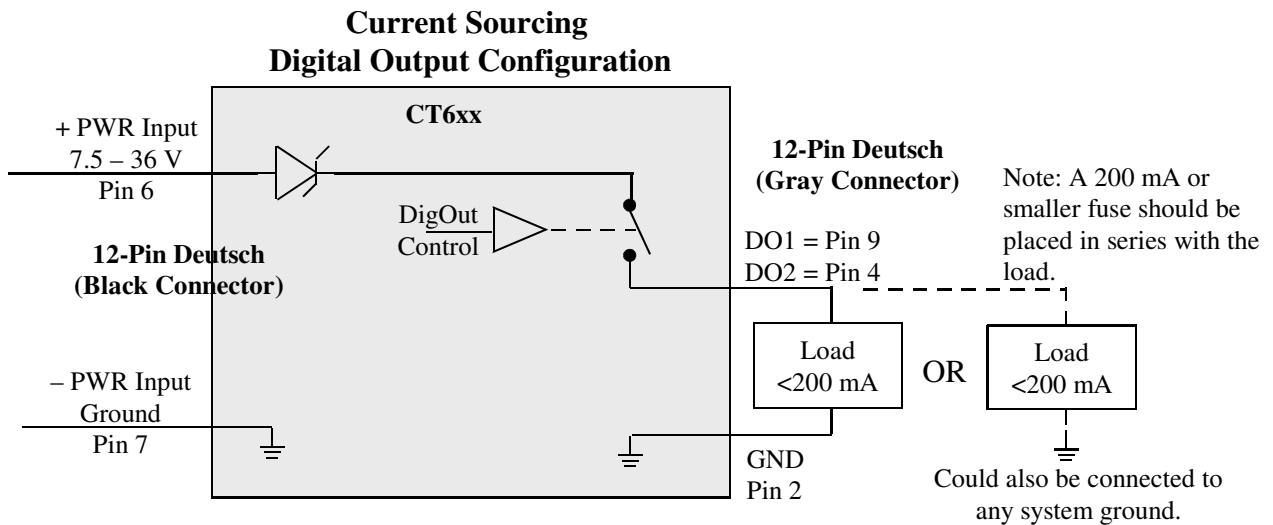 Current Sourcing
Digital Output Configuration
CT6xx
+ PWR Input
7.5 – 36 V
Pin 6
12-Pin Deutsch
(Black Connector)
DigOut
Control
12-Pin Deutsch
(Gray Connector)
DO1 = Pin 9
DO2 = Pin 4
Note: A 200 mA or
smaller fuse should be
placed in series with the
load.
Load
<200 mA
OR
Load
<200 mA
– PWR Input
Ground
Pin 7
GND
Pin 2
Could also be connected to
any system ground.